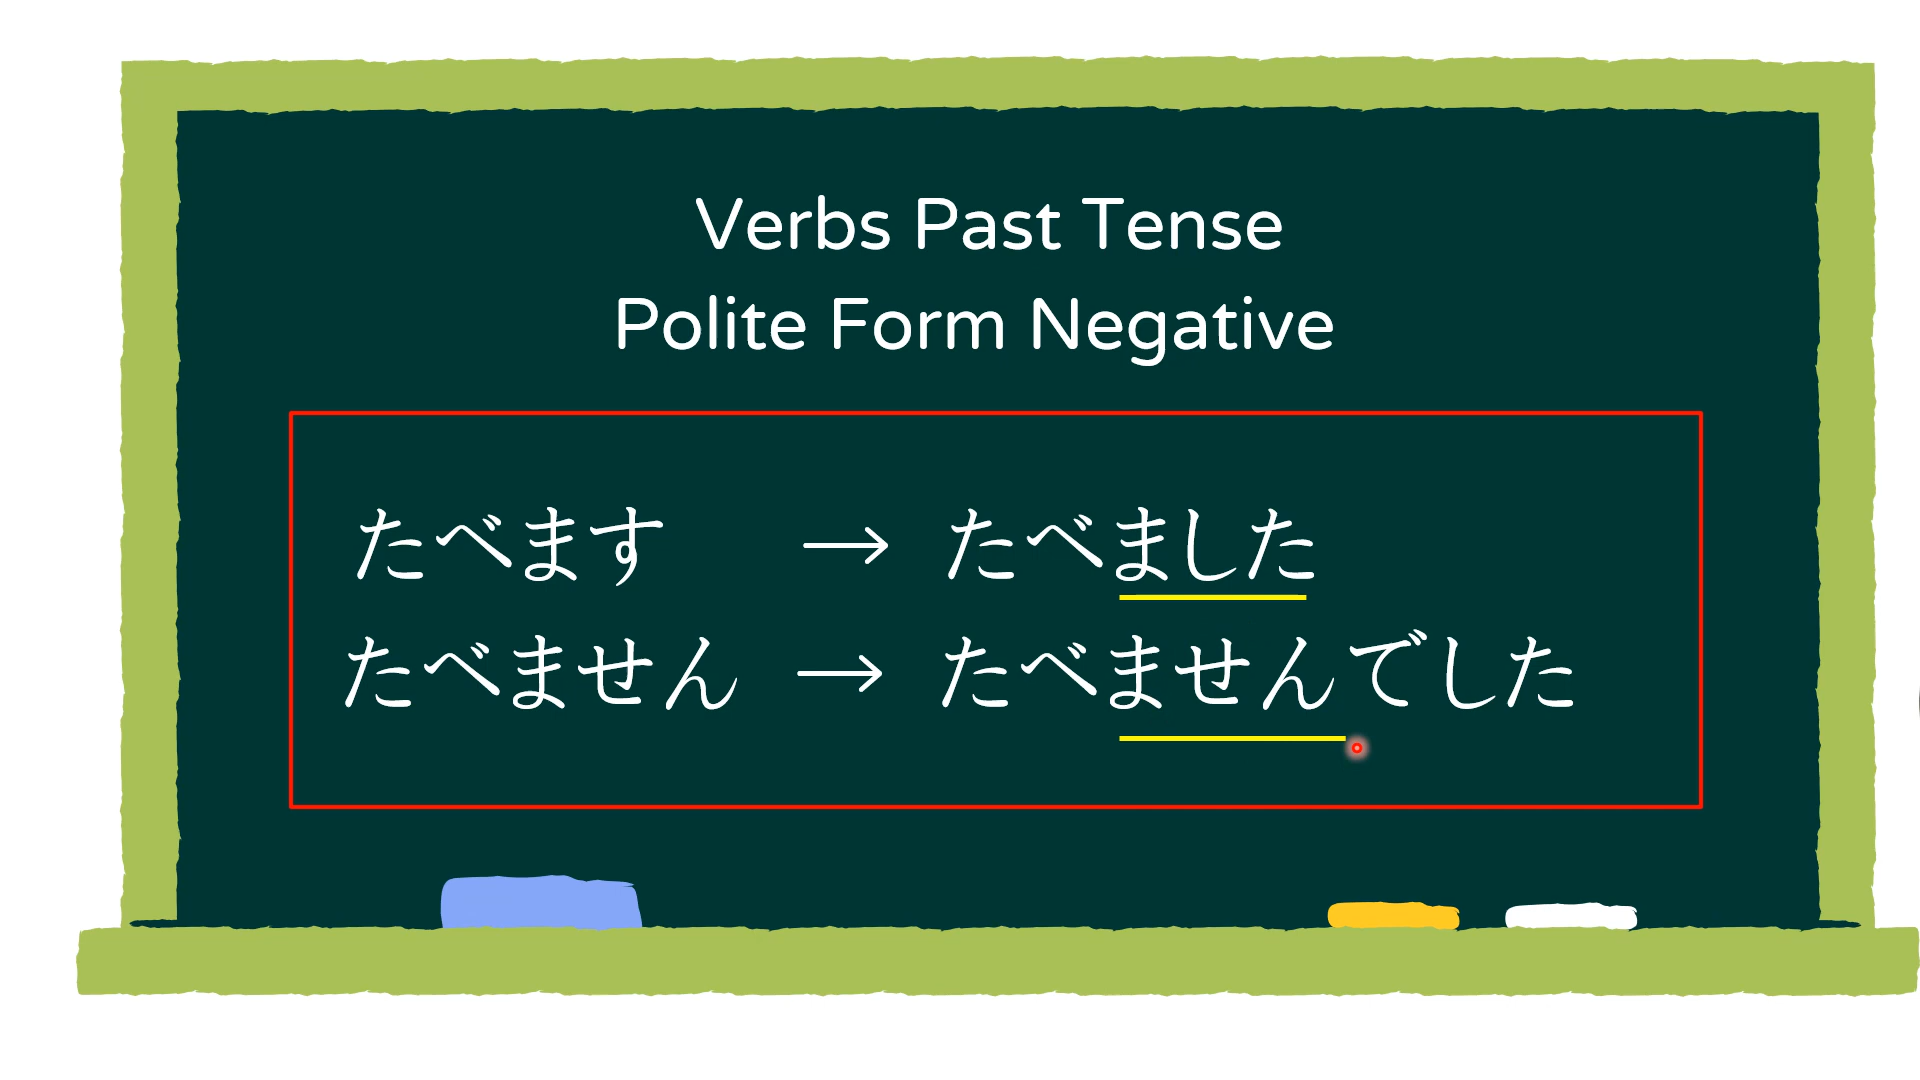 Verbs Past Tense
Polite Form Negative
たべます → たべました
たべません → たべませんでした